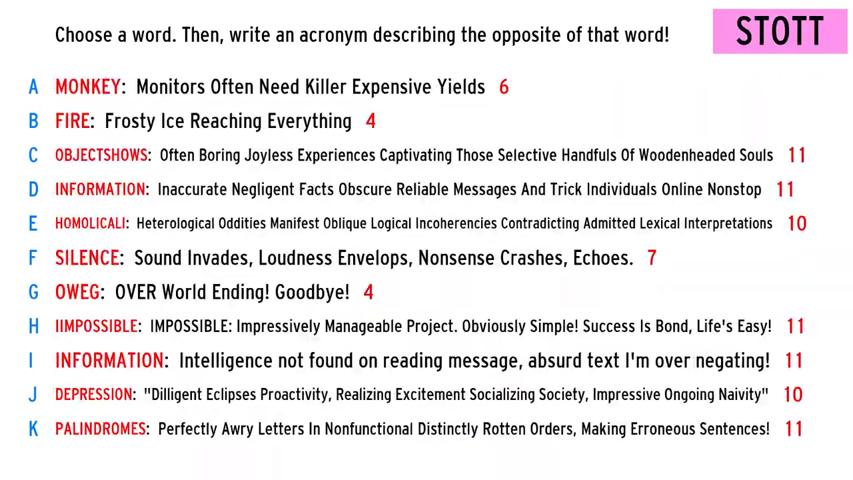 Choose a word. Then, write an acronym describing the opposite of that word!
STOTT
A MONKEY: Monitors Often Need Killer Expensive Yields 6
B FIRE: Frosty Ice Reaching Everything 4
C OBJECTSHOWS: Often Boring Joyless Experiences Captivating Those Selective Handfuls Of Woodenheaded Souls 11
D INFORMATION: Inaccurate Negligent Facts Obscure Reliable Messages And Trick Individuals Online Nonstop 11
E HOMOLICALI: Heterological Oddities Manifest Oblique Logical Incoherencies Contradicting Admitted Lexical Interpretations 10
F SILENCE: Sound Invades, Loudness Envelops, Nonsense Crashes, Echoes. 7
G OWEG: OVER World Ending! Goodbye! 4
H IIMPOSSIBLE: IMPOSSIBLE: Impressively Manageable Project. Obviously Simple! Success Is Bond, Life's Easy! 11
I INFORMATION: Intelligence not found on reading message, absurd text I'm over negating! 11
J DEPRESSION: "Dilligent Eclipses Proactivity, Realizing Excitement Socializing Society, Impressive Ongoing Naivity" 10
K PALINDROMES: Perfectly Awry Letters In Nonfunctional Distinctly Rotten Orders, Making Erroneous Sentences! 11